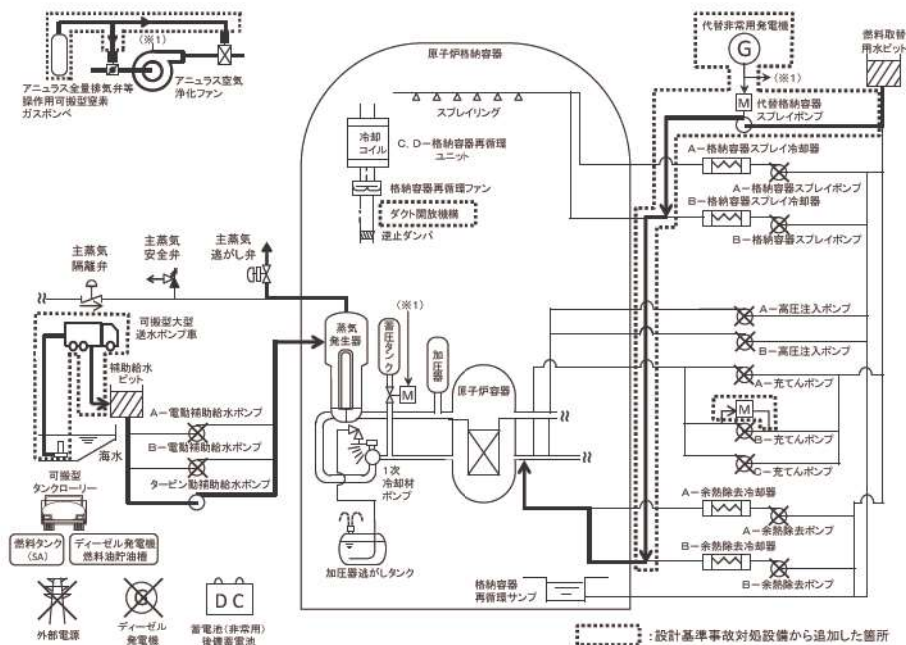 (※1)
アニュラス全量排気弁等
操作用可搬型窒素
ガスボンベ
アニュラス空気
浄化ファン
原子炉格納容器
スプレイリング
冷却
コイル
C, D-格納容器再循環
ユニット
格納容器再循環ファン
ダクト開放機構
逆止ダンパ
代替非常用発電機
G
(※1)
M
代替格納容器
スプレイポンプ
燃料取替
用水ピット
A-格納容器スプレイ冷却器
A-格納容器スプレイポンプ
B-格納容器スプレイ冷却器
B-格納容器スプレイポンプ
主蒸気
隔離弁
主蒸気
安全弁
主蒸気
逃がし弁
可搬型大型
送水ポンプ車
補助給水
ピット
A-電動補助給水ポンプ
B-電動補助給水ポンプ
タービン動補助給水ポンプ
海水
可搬型
タンクローリー
燃料タンク
(SA)
ディーゼル発電機
燃料油貯油槽
外部電源
G
ディーゼル
発電機
DC
蓄電池(非常用)
後備蓄電池
蒸気
発生器
蓄圧タンク
(※1)
M
加圧器
原子炉容器
1次
冷却材
ポンプ
加圧器逃がしタンク
格納容器
再循環サンプ
A-高圧注入ポンプ
B-高圧注入ポンプ
A-充てんポンプ
M
B-充てんポンプ
C-充てんポンプ
A-余熱除去冷却器
A-余熱除去ポンプ
B-余熱除去冷却器
B-余熱除去ポンプ
:設計基準事故対処設備から追加した箇所